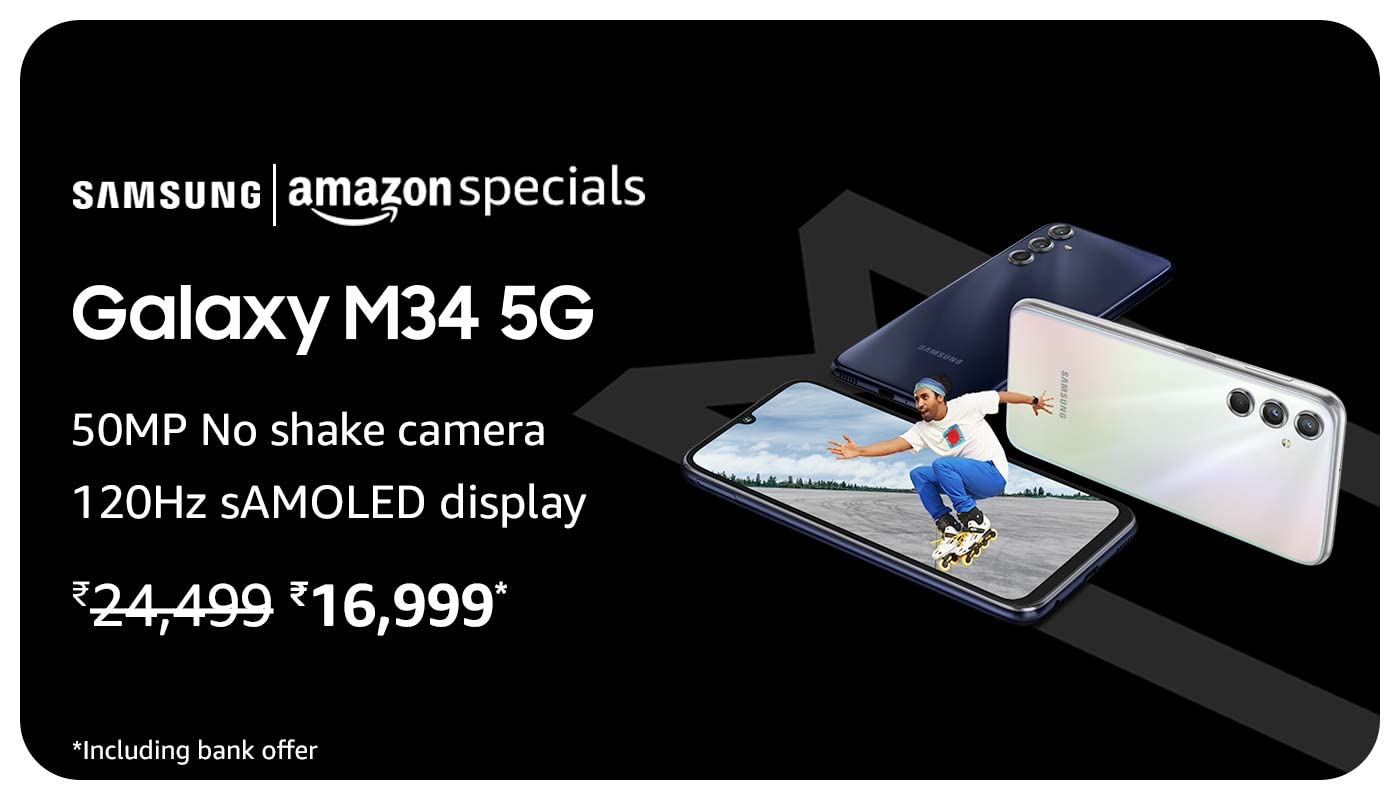 SAMSUNG | amazon specials
Galaxy M34 5G
50MP No shake camera
120Hz sAMOLED display
₹24,499 ₹16,999*
*Including bank offer
SAMSUNG
SAMSUNG